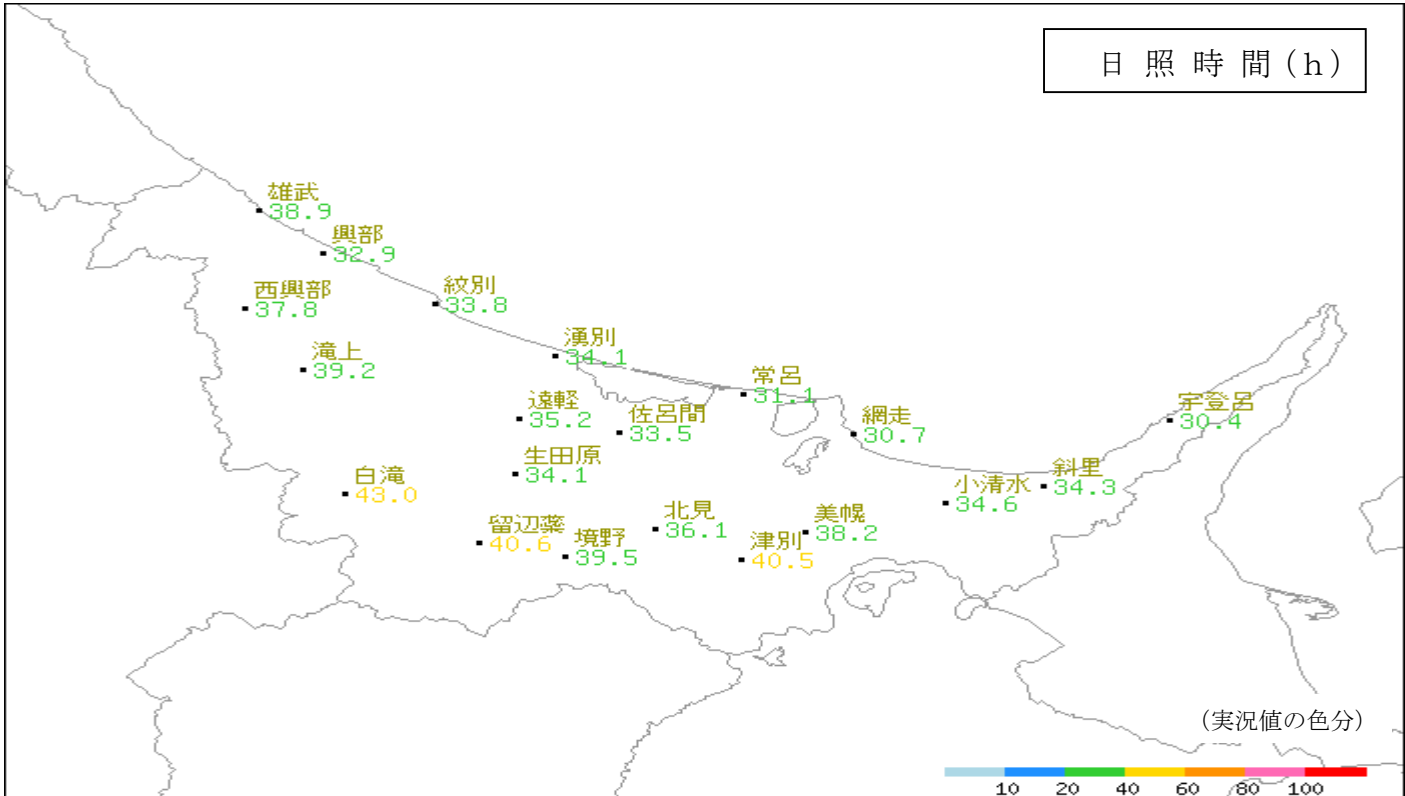 日照時間(h)
雄武
38.9
興部
32.9
西興部
37.8
紋別
33.8
滝上
39.2
湧別
34.1
常呂
31.1
遠軽
35.2
佐呂間
33.5
網走
30.7
宇登呂
30.4
生田原
34.1
白滝
43.0
斜里
34.3
小清水
34.6
留辺蘂
40.6
境野
39.5
北見
36.1
美幌
38.2
津別
40.5
(実況値の色分)
10 20 40 60 80 100